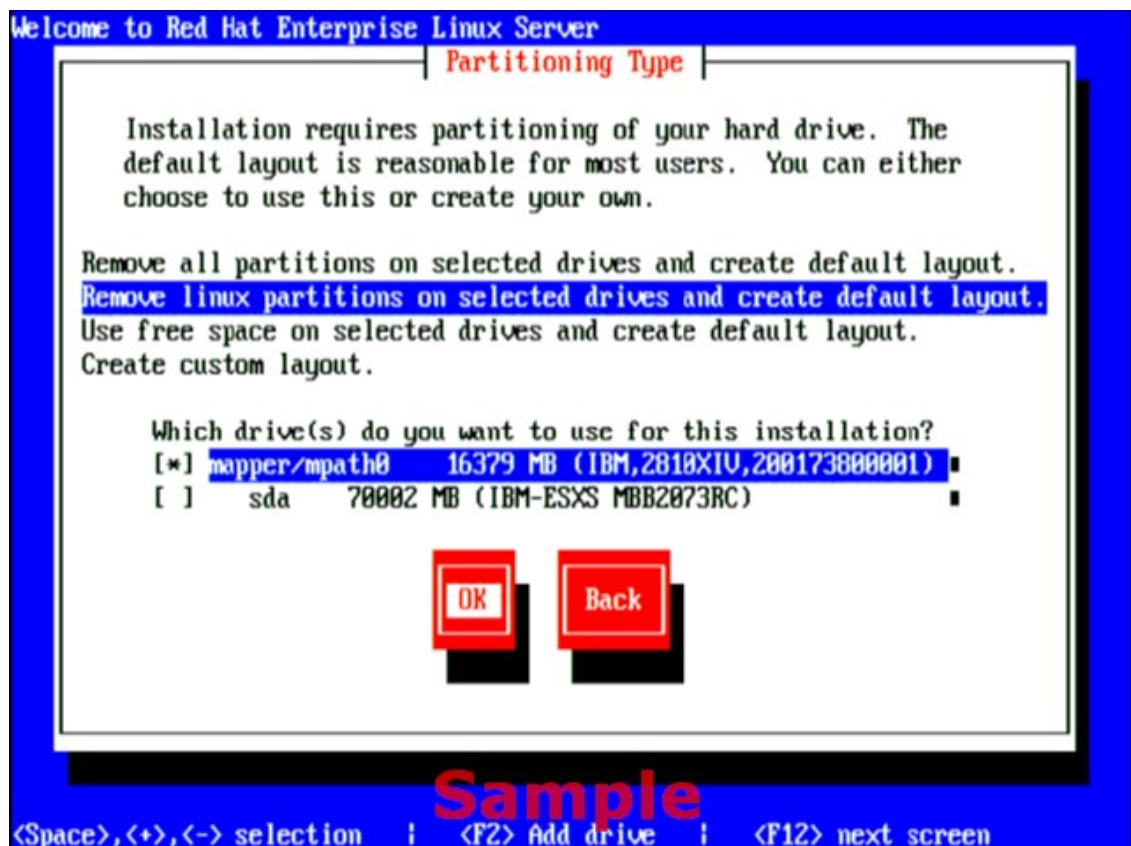 Welcome to Red Hat Enterprise Linux Server
Partitioning Type
Installation requires partitioning of your hard drive. The
default layout is reasonable for most users. You can either
choose to use this or create your own.
Remove all partitions on selected drives and create default layout.
Remove linux partitions on selected drives and create default layout.
Use free space on selected drives and create default layout.
Create custom layout.
Which drive(s) do you want to use for this installation?
[*] mapper/mpath0 16379 MB (IBM,2810XIV,200173800001)
[ ] sda 70002 MB (IBM-ESXS MBB2073RC)
OK Back
Sample
<Space>,<+>,<-> selection | <F2> Add drive | <F12> next screen